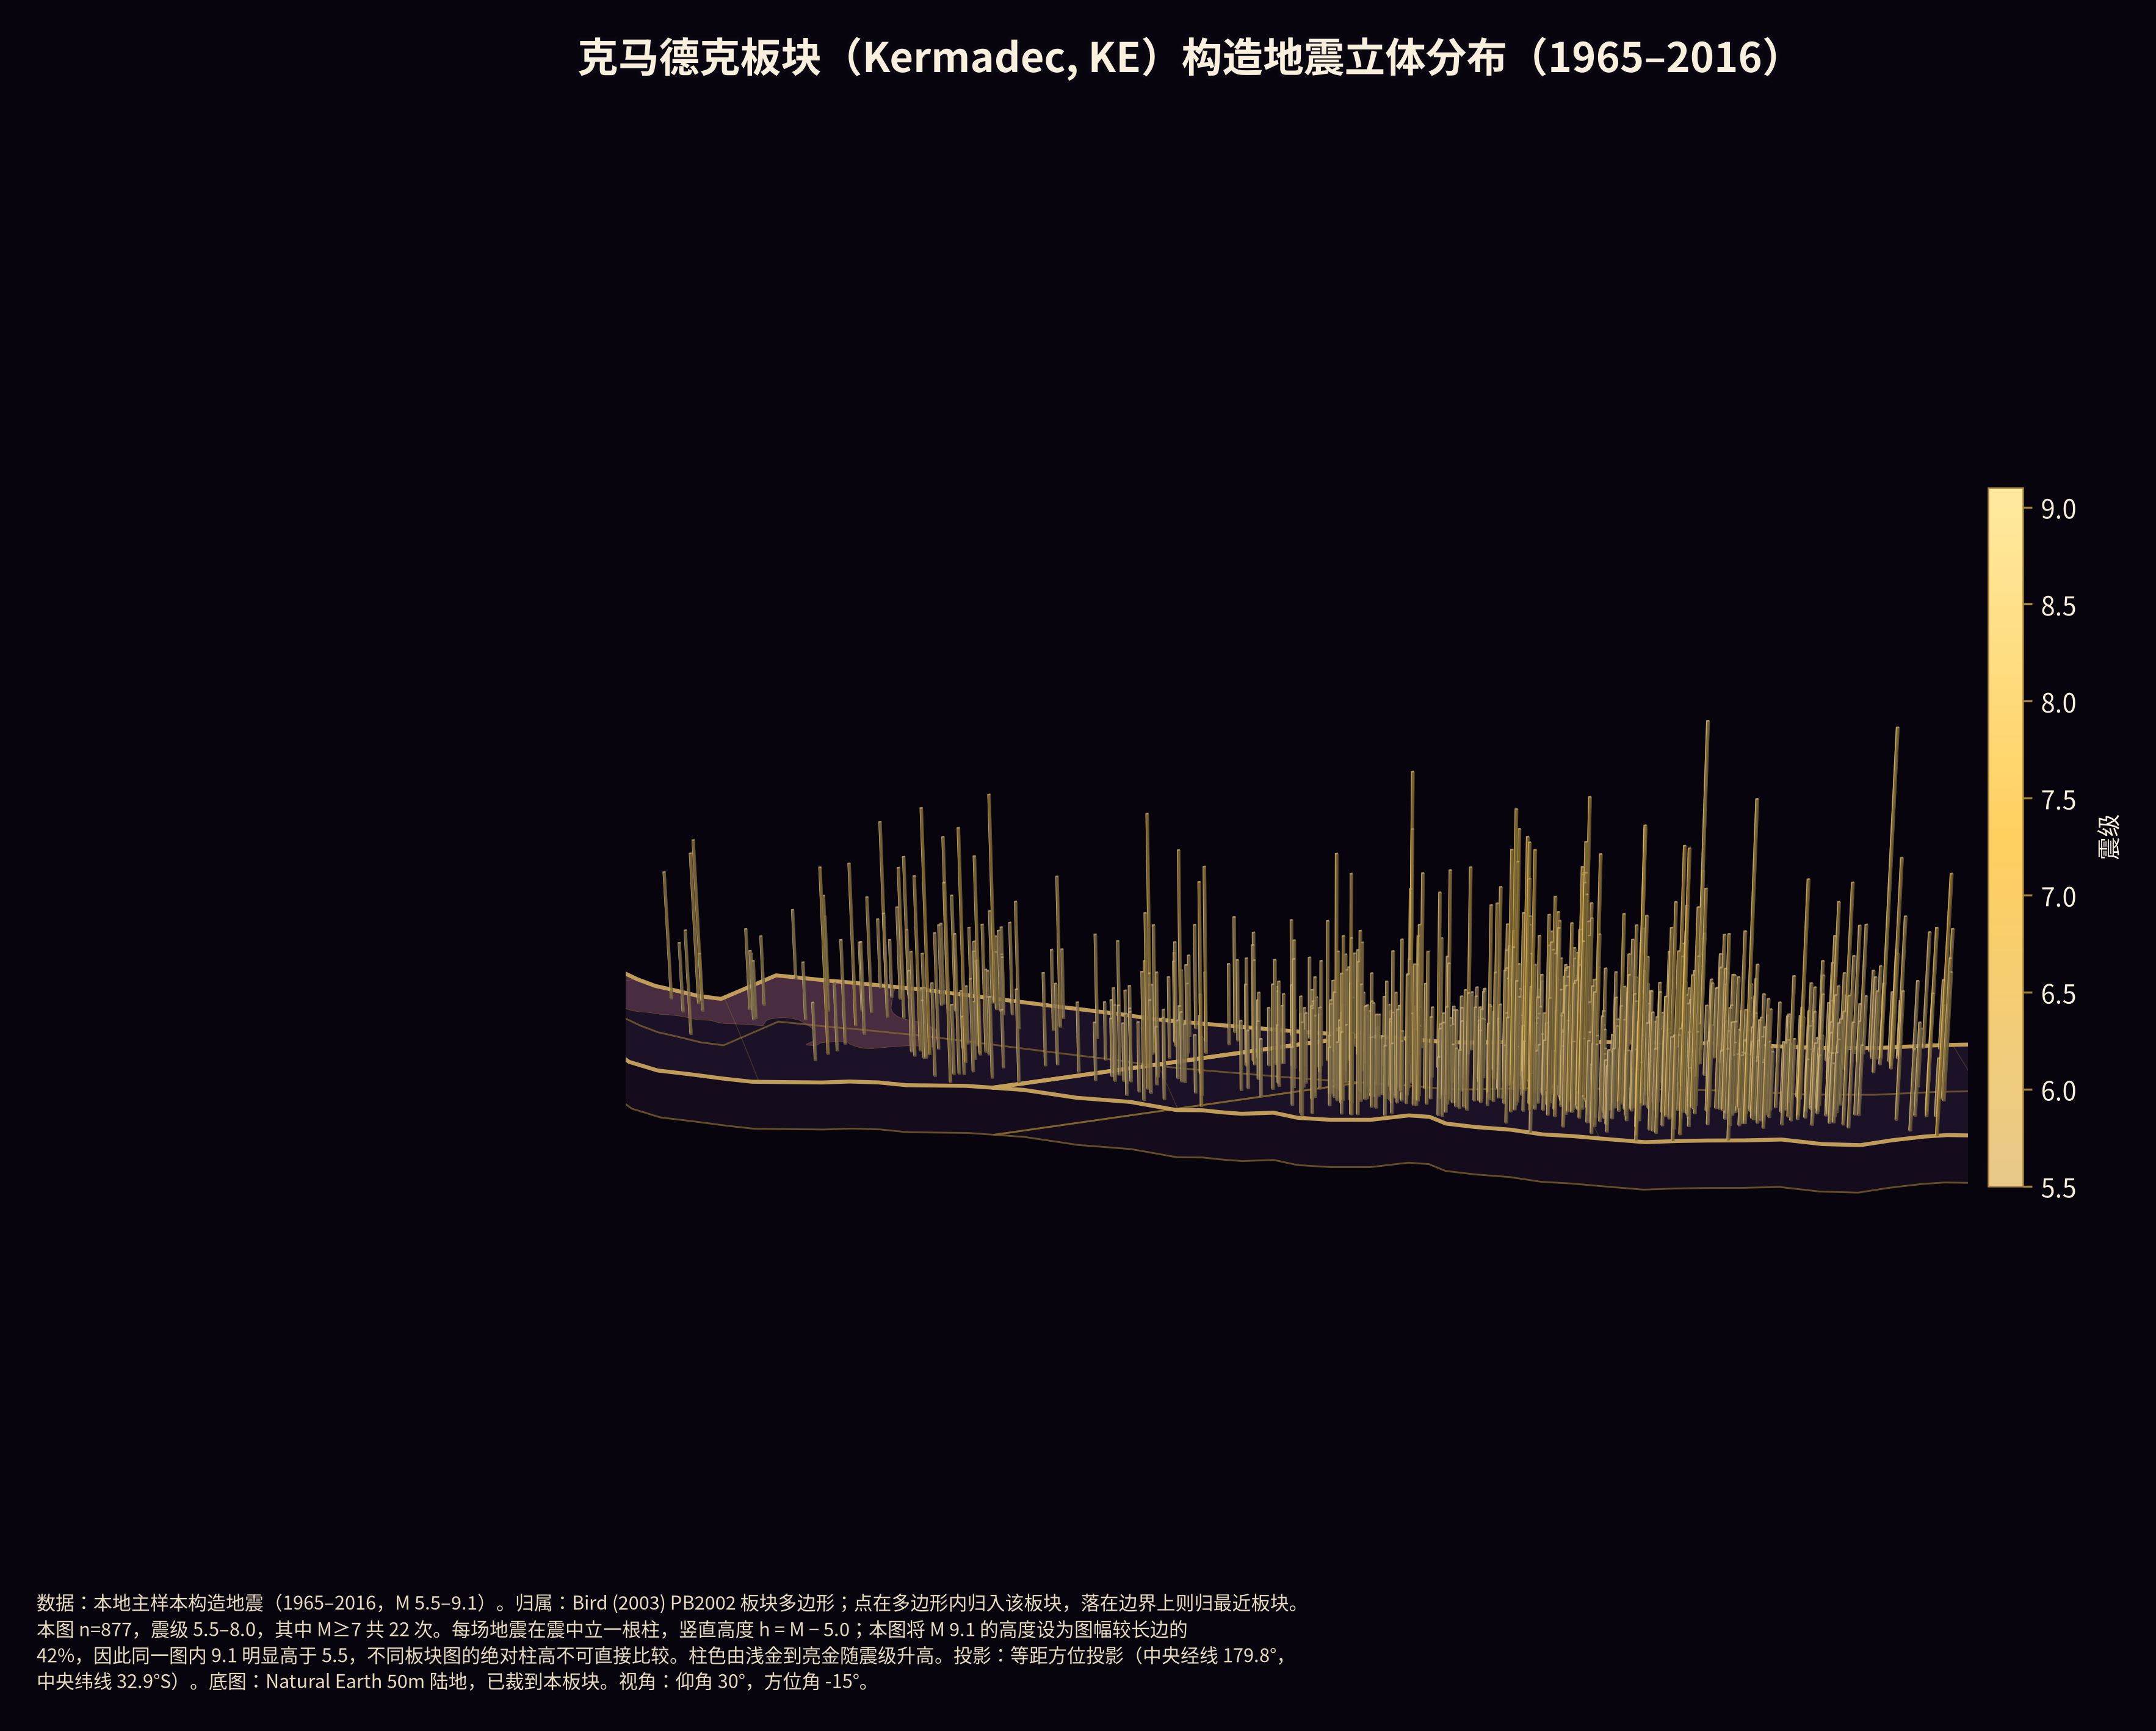 克马德克板块（Kermadec, KE）构造地震立体分布（1965–2016）
9.0
8.5
8.0
7.5
7.0
6.5
6.0
5.5
震级
数据：本地主样本构造地震（1965–2016，M 5.5–9.1）。归属：Bird (2003) PB2002 板块多边形；点在多边形内归入该板块，落在边界上则归最近板块。
本图 n=877，震级 5.5–8.0，其中 M≥7 共 22 次。每场地震在震中立一根柱，竖直高度 h = M − 5.0；本图将 M 9.1 的高度设为图幅较长边的
42%，因此同一图内 9.1 明显高于 5.5，不同板块图的绝对柱高不可直接比较。柱色由浅金到亮金随震级升高。投影：等距方位投影（中央经线 179.8°，
中央纬线 32.9°S）。底图：Natural Earth 50m 陆地，已裁到本板块。视角：仰角 30°，方位角 -15°。